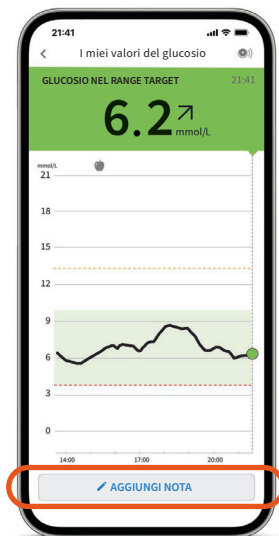 21:41
I miei valori del glucosio
GLUCOSIO NEL RANGE TARGET 21:41
6.2 mmol/L
mmol/L
21
18
15
12
9
6
3
0
14:00 17:00 20:00
AGGIUNGI NOTA